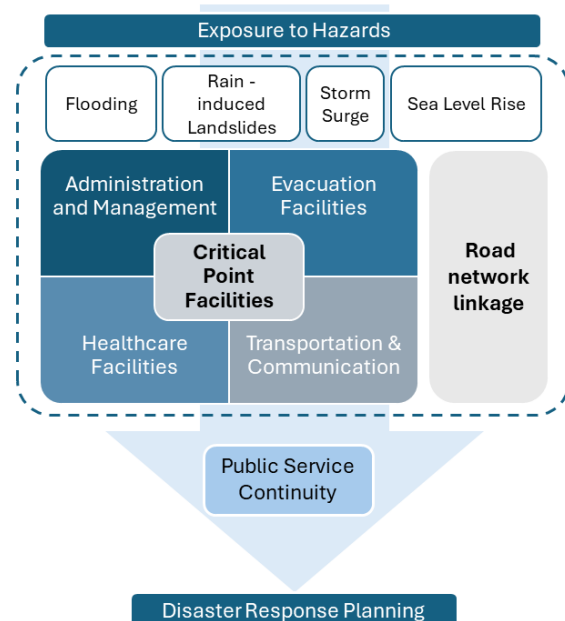 Exposure to Hazards
Flooding
Rain -
induced
Landslides
Storm
Surge
Sea Level Rise
Administration
and Management
Evacuation
Facilities
Critical
Point
Facilities
Road
network
linkage
Healthcare
Facilities
Transportation &
Communication
Public Service
Continuity
Disaster Response Planning